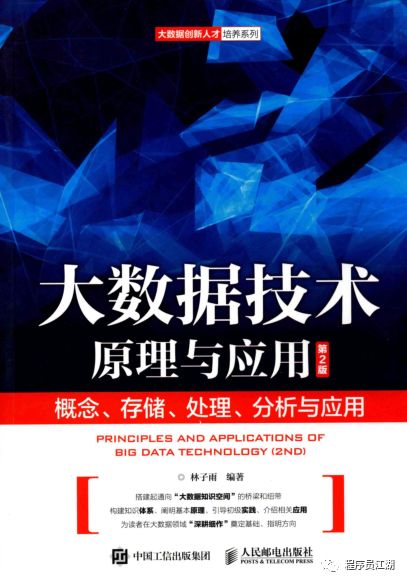 大数据创新人才 培养系列
大数据技术
原理与应用 第2版
概念、存储、处理、分析与应用
PRINCIPLES AND APPLICATIONS OF
BIG DATA TECHNOLOGY (2ND)
◎ 林子雨 编著
搭建起通向“大数据知识空间”的桥梁和纽带
构建知识体系、阐明基本原理、引导初级实践、介绍相关应用
为读者在大数据领域“深耕细作”奠定基础、指明方向
中国工信出版集团 人民邮电出版社
POSTS & TELECOM PRESS
程序员江湖